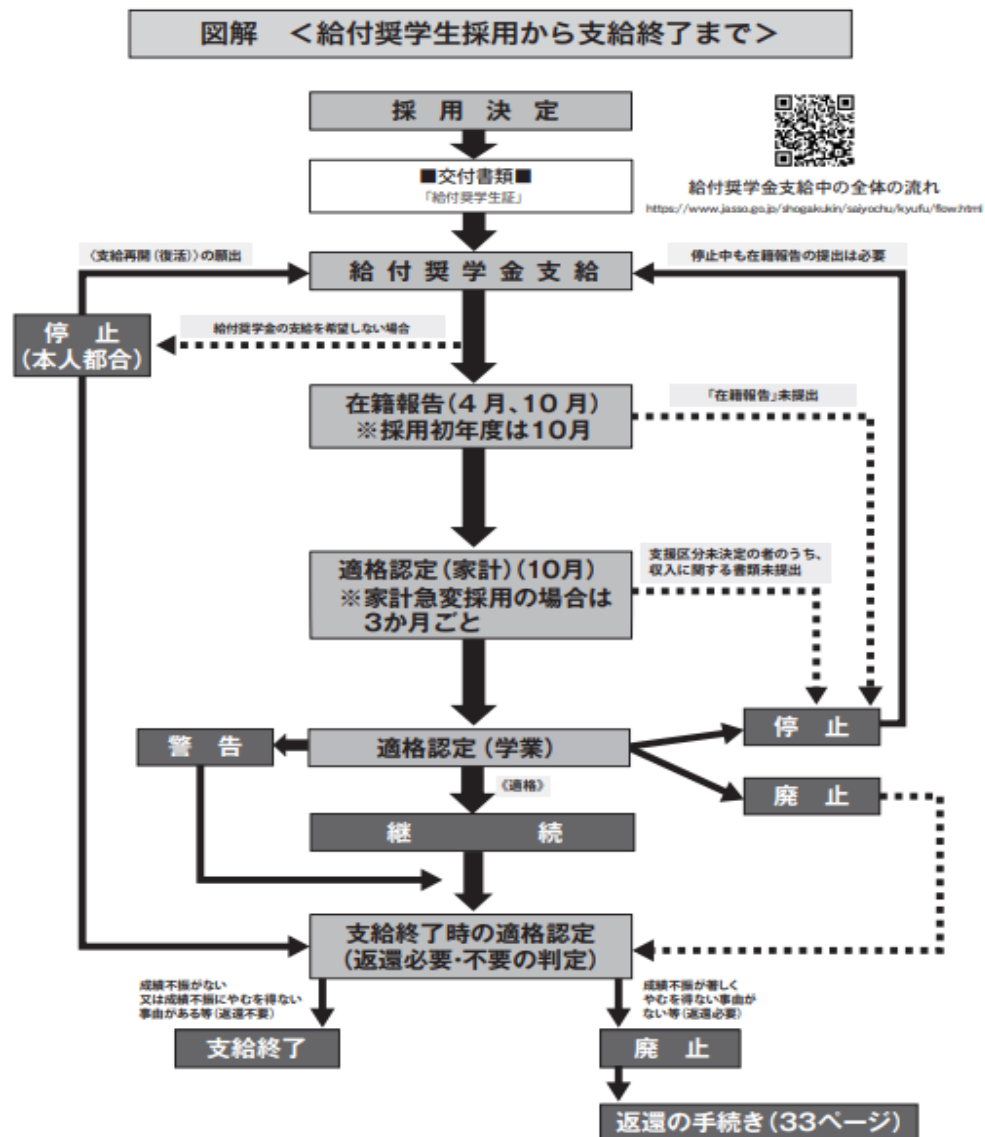 図解 ＜給付奨学生採用から支給終了まで＞
採用決定
■交付書類■
「給付奨学生証」
給付奨学金支給中の全体の流れ
https://www.jasso.go.jp/shogakukin/saiyochu/kyufu/flow.html
〈支給再開（復活）〉の願出
給付奨学金支給
停止中も在籍報告の提出は必要
停止
（本人都合）
給付奨学金の支給を希望しない場合
在籍報告（4月、10月）
※採用初年度は10月
「在籍報告」未提出
適格認定（家計）（10月）
※家計急変採用の場合は
3か月ごと
支援区分未決定の者のうち、
収入に関する書類未提出
停止
警告
適格認定（学業）
廃止
《適格》
継続
支給終了時の適格認定
（返還必要・不要の判定）
成績不振がない
又は成績不振にやむを得ない
事由がある等（返還不要）
成績不振が著しく
やむを得ない事由が
ない等（返還必要）
支給終了
廃止
返還の手続き（33ページ）